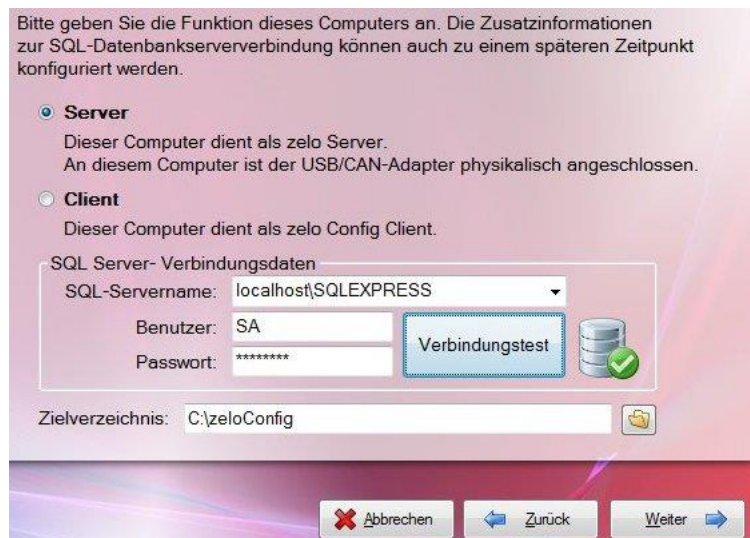 Bitte geben Sie die Funktion dieses Computers an. Die Zusatzinformationen
zur SQL-Datenbankserververbindung können auch zu einem späteren Zeitpunkt
konfiguriert werden.
Server
Dieser Computer dient als zelo Server.
An diesem Computer ist der USB/CAN-Adapter physikalisch angeschlossen.
Client
Dieser Computer dient als zelo Config Client.
SQL Server- Verbindungsdaten
SQL-Servername: localhost\SQLEXPRESS
Benutzer: SA
Verbindungstest
Passwort: ********
Zielverzeichnis: C:\zeloConfig
Abbrechen Zurück Weiter